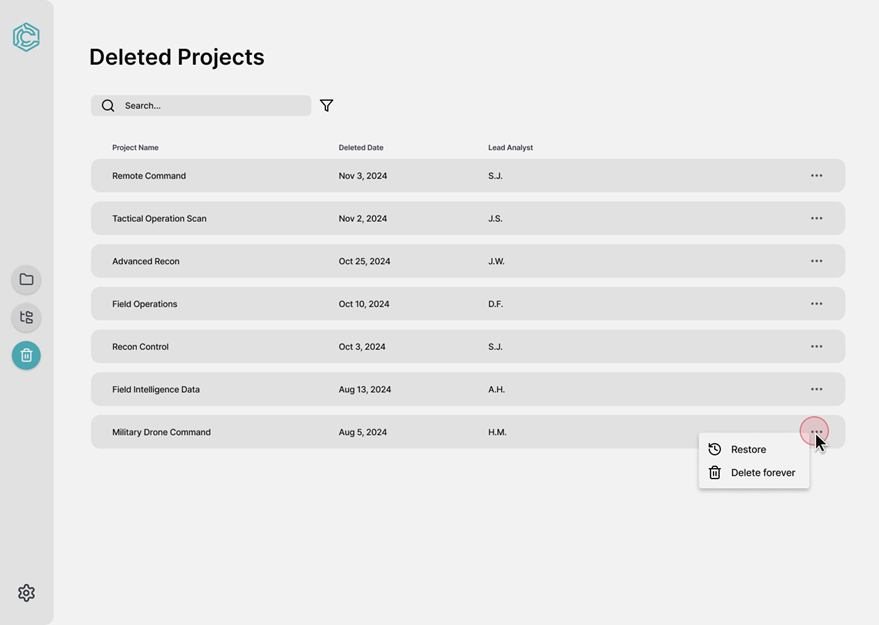 Deleted Projects
Search...
Project Name Deleted Date Lead Analyst
Remote Command Nov 3, 2024 S.J.
Tactical Operation Scan Nov 2, 2024 J.S.
Advanced Recon Oct 25, 2024 J.W.
Field Operations Oct 10, 2024 D.F.
Recon Control Oct 3, 2024 S.J.
Field Intelligence Data Aug 13, 2024 A.H.
Military Drone Command Aug 5, 2024 H.M.
Restore
Delete forever